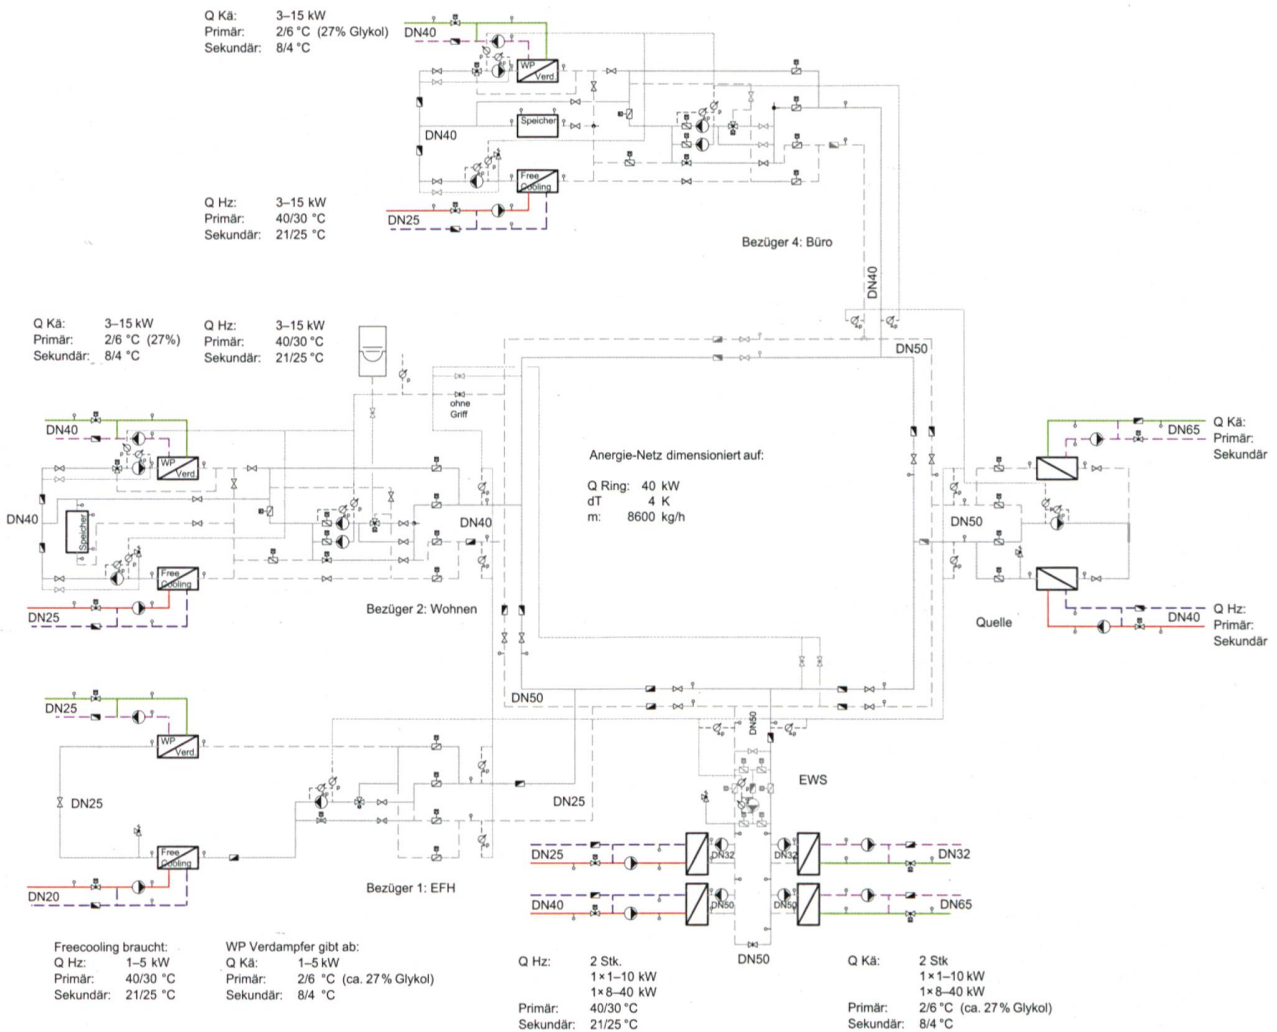 Q Kä: 3–15 kW
Primär: 2/6 °C (27% Glykol)
Sekundär: 8/4 °C
DN40
WP
Verd.
DN40
Speicher
Free
Cooling
Q Hz: 3–15 kW
Primär: 40/30 °C
Sekundär: 21/25 °C
DN25
Bezüger 4: Büro
DN40
DN50
Q Kä: 3–15 kW
Primär: 2/6 °C (27%)
Sekundär: 8/4 °C
Q Hz: 3–15 kW
Primär: 40/30 °C
Sekundär: 21/25 °C
ohne
Griff
DN40
WP
Verd.
DN40
Speicher
DN40
Free
Cooling
DN25
Bezüger 2: Wohnen
Anergie-Netz dimensioniert auf:
Q Ring: 40 kW
dT 4 K
m: 8600 kg/h
DN65
Q Kä:
Primär:
Sekundär
DN50
Q Hz:
DN40
Primär:
Sekundär
Quelle
DN50
DN50
DN25
WP
Verd.
DN25
DN25
Free
Cooling
DN20
Bezüger 1: EFH
EWS
DN25
DN32
DN32
DN32
DN40
DN50
DN50
DN65
DN50
Freecooling braucht:
Q Hz: 1–5 kW
Primär: 40/30 °C
Sekundär: 21/25 °C
WP Verdampfer gibt ab:
Q Kä: 1–5 kW
Primär: 2/6 °C (ca. 27% Glykol)
Sekundär: 8/4 °C
Q Hz: 2 Stk.
1×1–10 kW
1×8–40 kW
Primär: 40/30 °C
Sekundär: 21/25 °C
Q Kä: 2 Stk
1×1–10 kW
1×8–40 kW
Primär: 2/6 °C (ca. 27% Glykol)
Sekundär: 8/4 °C